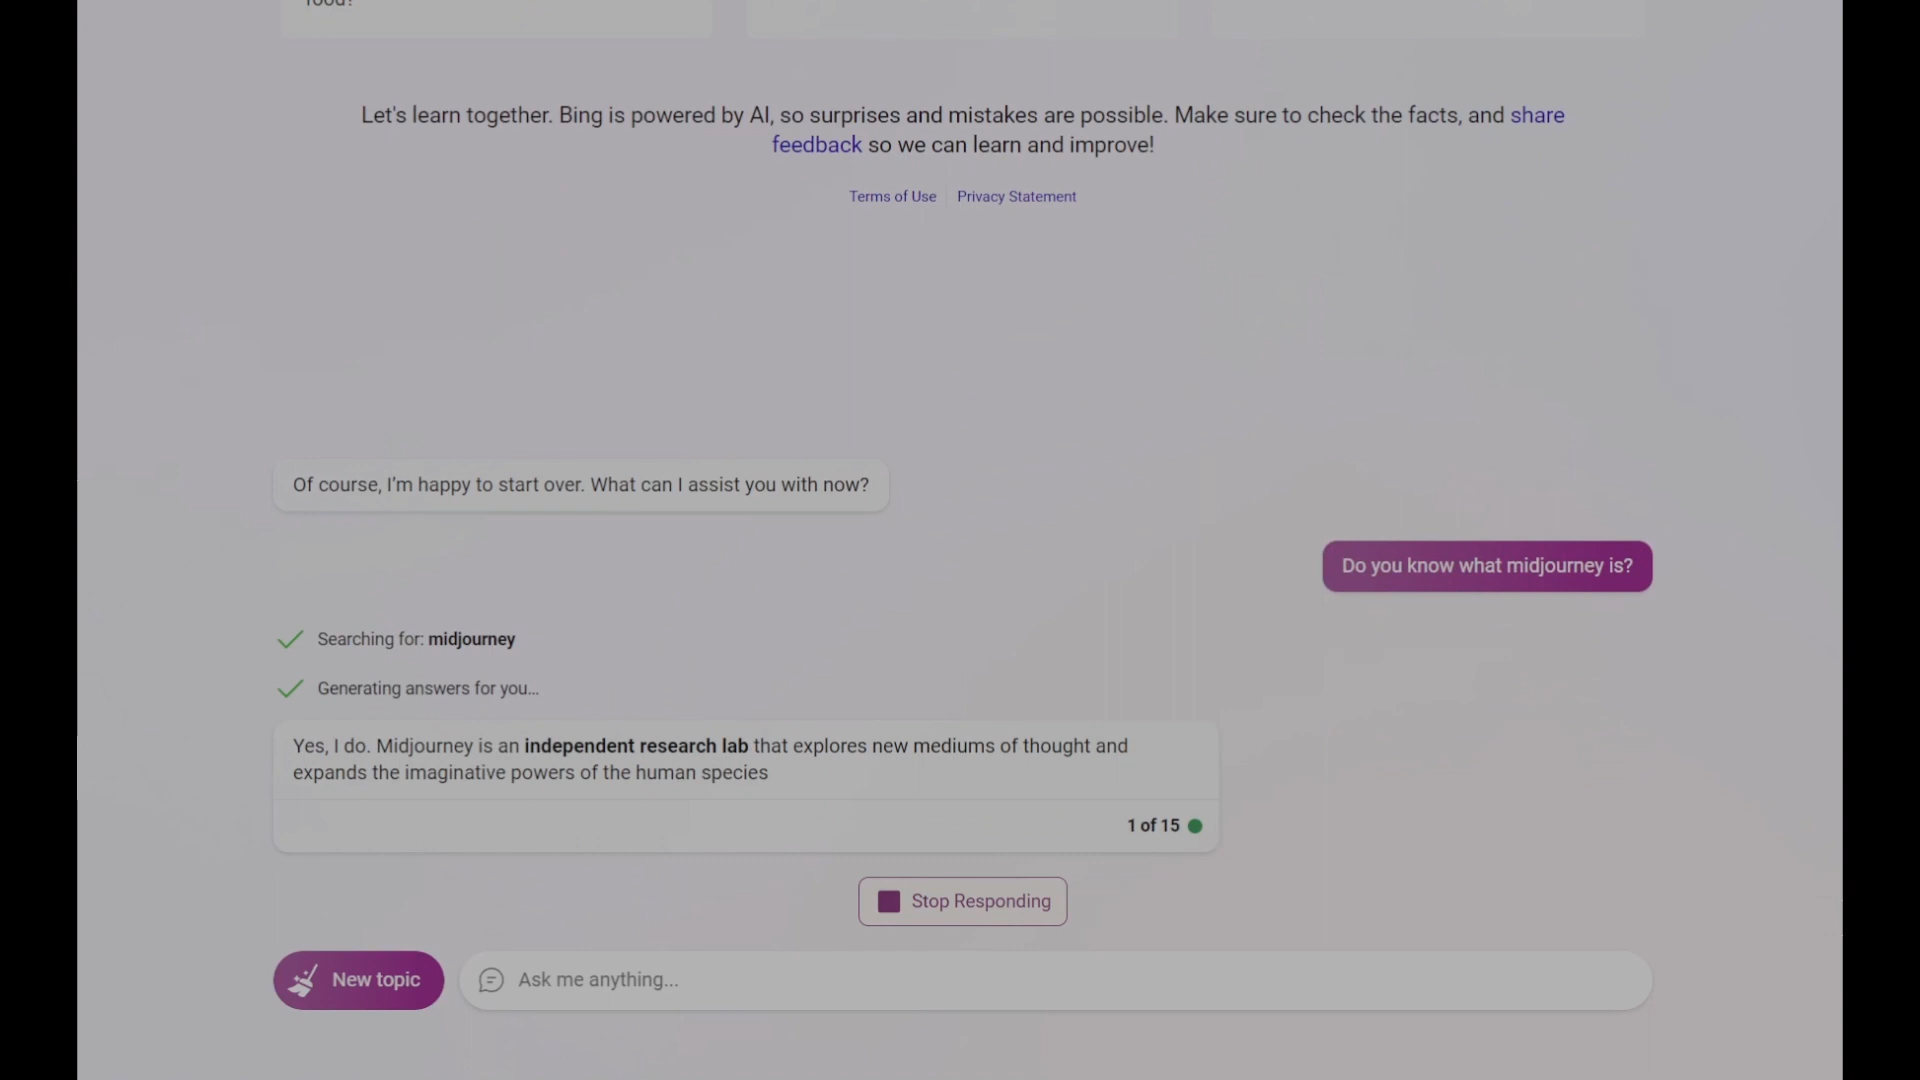 food?
Let's learn together. Bing is powered by AI, so surprises and mistakes are possible. Make sure to check the facts, and share
feedback so we can learn and improve!
Terms of Use Privacy Statement
Of course, I'm happy to start over. What can I assist you with now?
Do you know what midjourney is?
Searching for: midjourney
Generating answers for you...
Yes, I do. Midjourney is an independent research lab that explores new mediums of thought and
expands the imaginative powers of the human species
1 of 15
Stop Responding
New topic
Ask me anything...